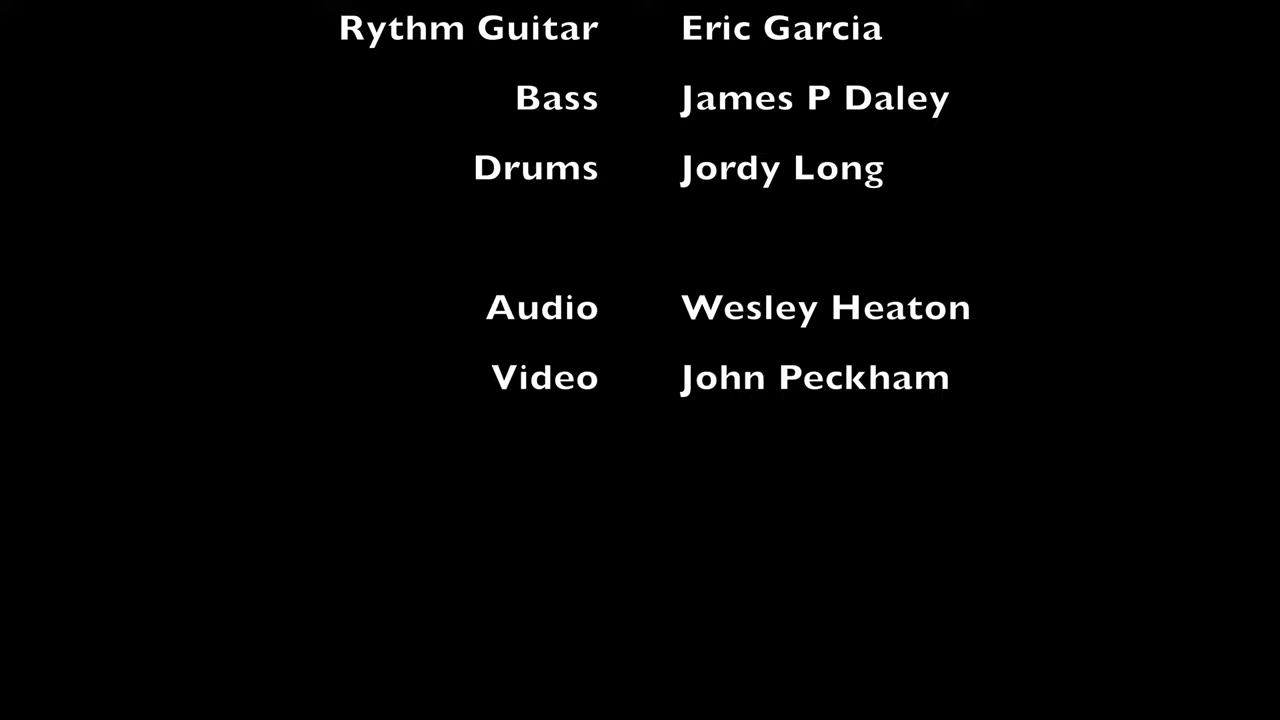 Rythm Guitar Eric Garcia
Bass James P Daley
Drums Jordy Long
Audio Wesley Heaton
Video John Peckham